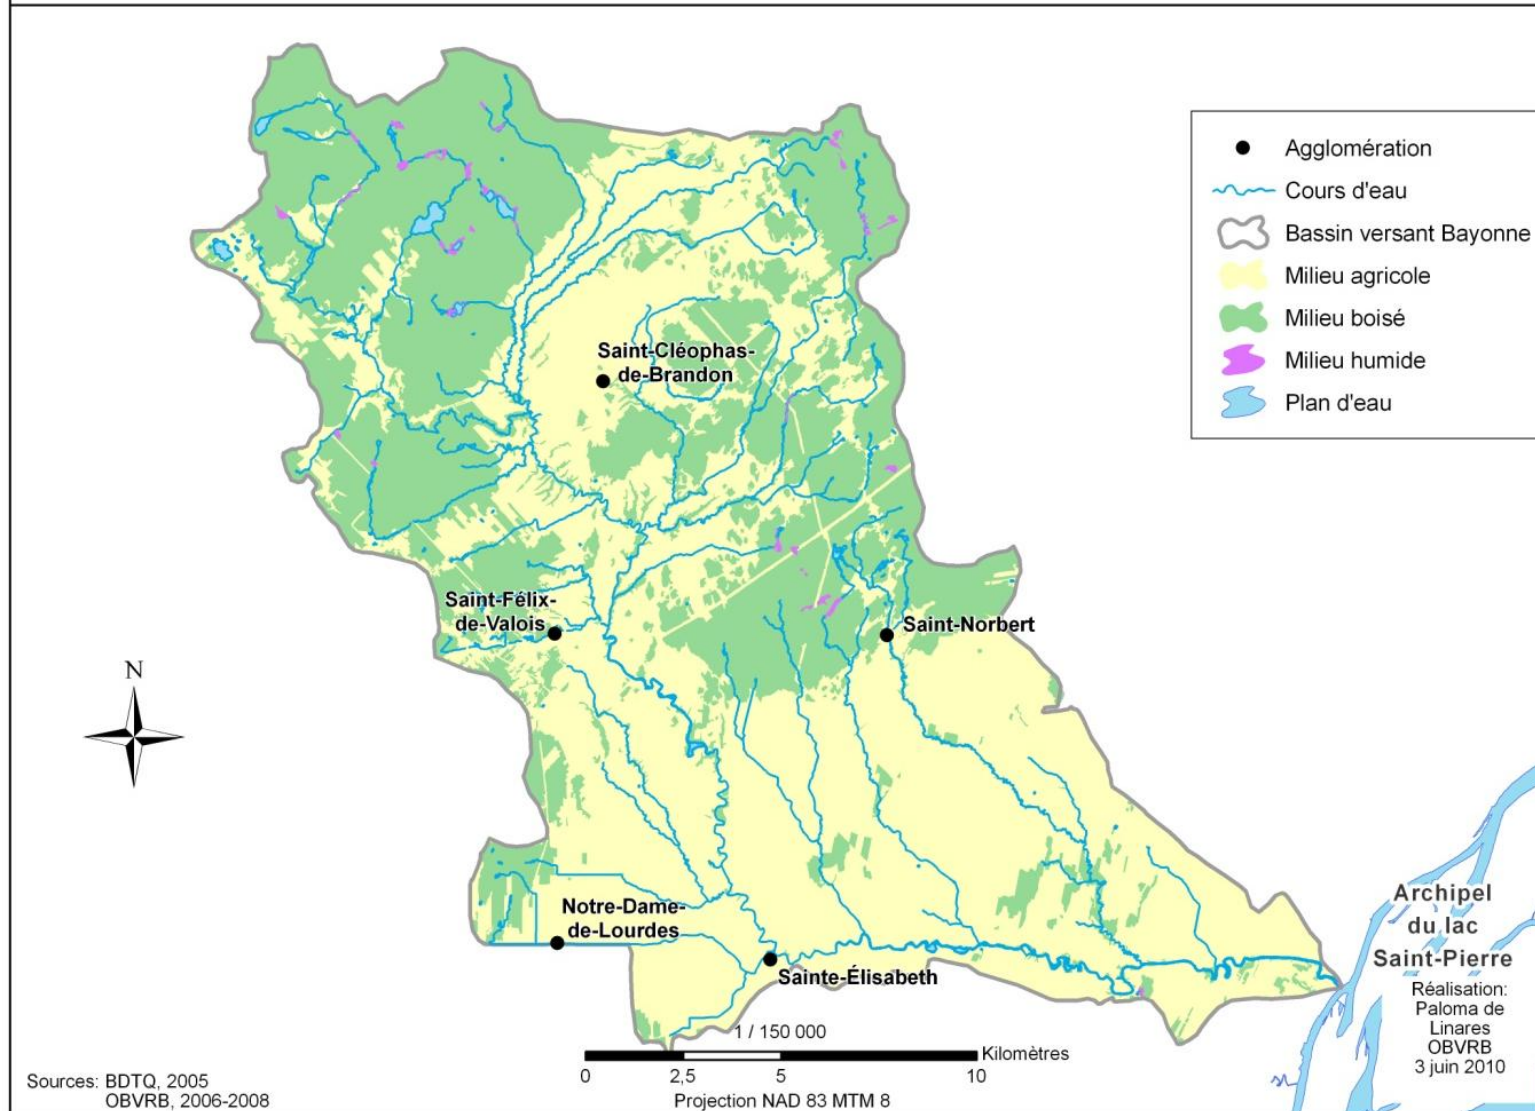 Agglomération
Cours d'eau
Bassin versant Bayonne
Milieu agricole
Milieu boisé
Milieu humide
Plan d'eau
Saint-Cléophas-
de-Brandon
Saint-Félix-
de-Valois
Saint-Norbert
N
Notre-Dame-
de-Lourdes
Sainte-Élisabeth
Archipel
du lac
Saint-Pierre
Réalisation:
Paloma de
Linares
OBVRB
3 juin 2010
1 / 150 000
Kilomètres
0 2,5 5 10
Projection NAD 83 MTM 8
Sources: BDTQ, 2005
OBVRB, 2006-2008